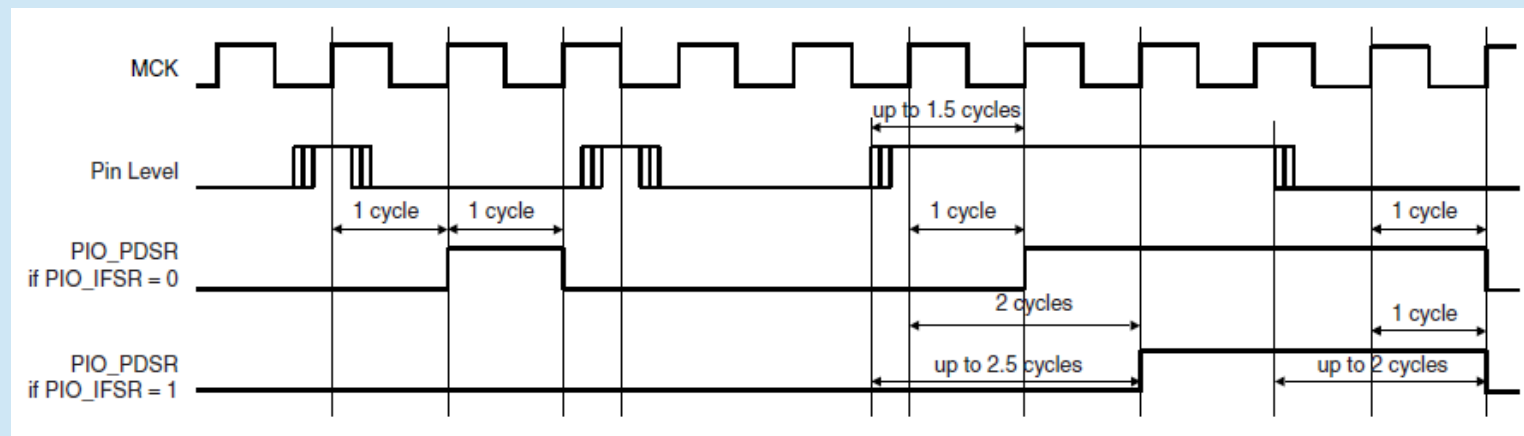 MCK
up to 1.5 cycles
Pin Level
1 cycle
1 cycle
1 cycle
1 cycle
PIO_PDSR
if PIO_IFSR = 0
2 cycles
1 cycle
PIO_PDSR
if PIO_IFSR = 1
up to 2.5 cycles
up to 2 cycles